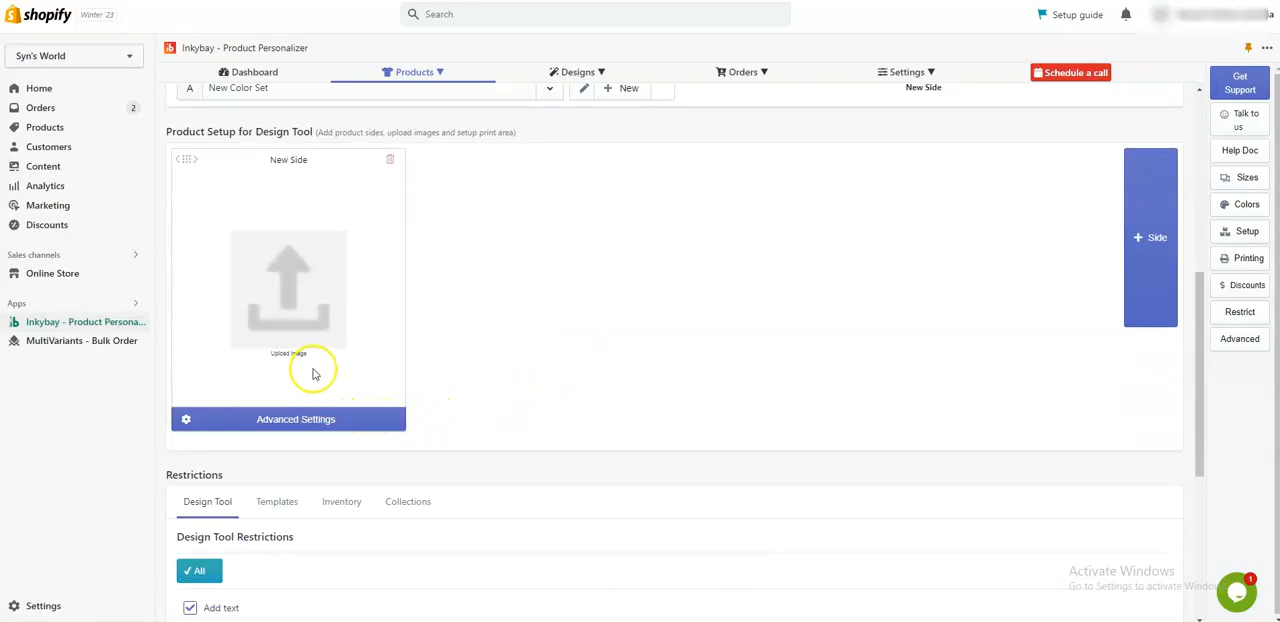 shopify Winter '23
Search
Setup guide
Syn's World
Home
Orders 2
Products
Customers
Content
Analytics
Marketing
Discounts
Sales channels
Online Store
Apps
Inkybay - Product Persona...
MultiVariants - Bulk Order
Settings
Inkybay - Product Personalizer
Dashboard
Products ▼
Designs ▼
Orders ▼
Settings ▼
Schedule a call
A New Color Set
+ New
New Side
Product Setup for Design Tool (Add product sides, upload images and setup print area)
New Side
Upload Image
Advanced Settings
+ Side
Restrictions
Design Tool
Templates
Inventory
Collections
Design Tool Restrictions
✓ All
Add text
Get
Support
Talk to
us
Help Doc
Sizes
Colors
Setup
Printing
$ Discounts
Restrict
Advanced
Activate Windows
Go to Settings to activate Windows
1